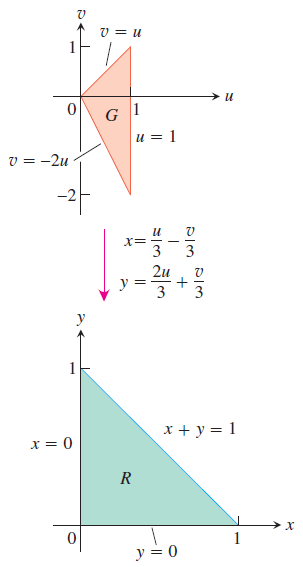 v
v = u
1
u
0
G
1
u = 1
v = −2u
−2
x = u/3 − v/3
y = 2u/3 + v/3
y
1
x + y = 1
x = 0
R
x
0
1
y = 0